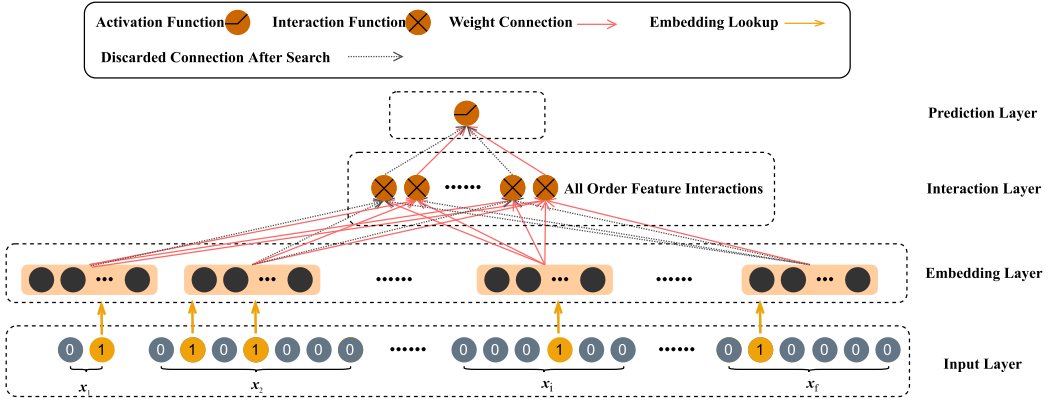 Activation Function Interaction Function Weight Connection Embedding Lookup
Discarded Connection After Search
Prediction Layer
All Order Feature Interactions Interaction Layer
...... 
... ... ...... ... ...... ... Embedding Layer
0 1 0 1 0 1 0 0 0 ...... 0 0 0 1 0 0 ...... 0 1 0 0 0 0
Input Layer
x1 x2 xi xf